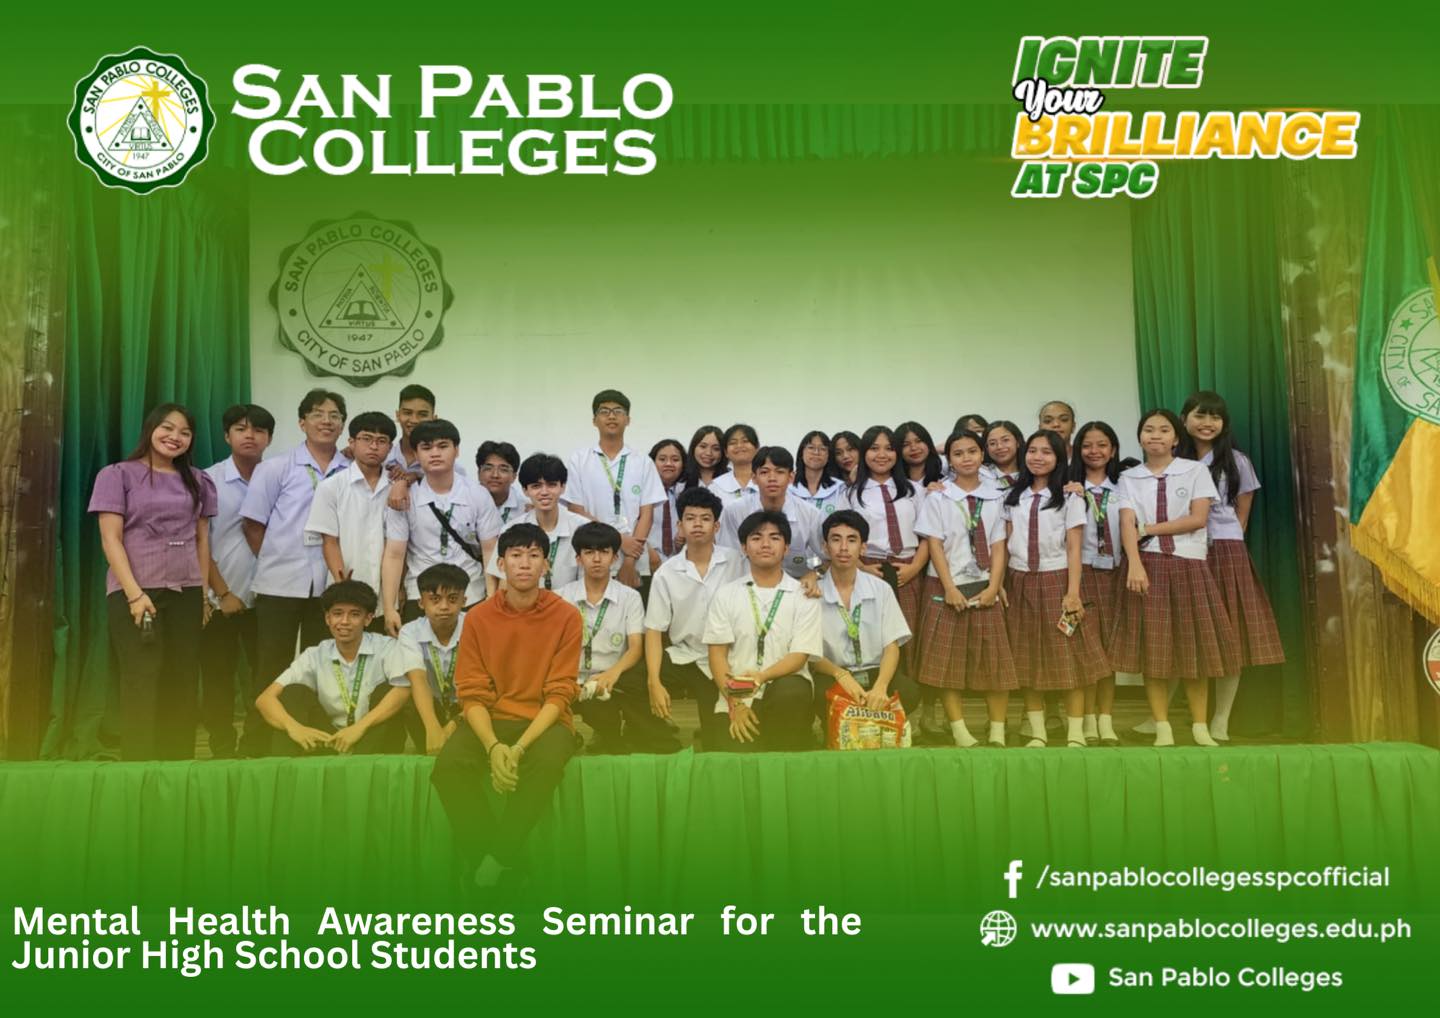 SAN PABLO COLLEGES
CITY OF SAN PABLO
VIRTUS
1947
SAN PABLO
COLLEGES
IGNITE
Your
BRILLIANCE
AT SPC
SAN PABLO COLLEGES
VIRTUS
1947
CITY OF SAN PABLO
Mental Health Awareness Seminar for the
Junior High School Students
/sanpablocollegesspcofficial
www.sanpablocolleges.edu.ph
San Pablo Colleges